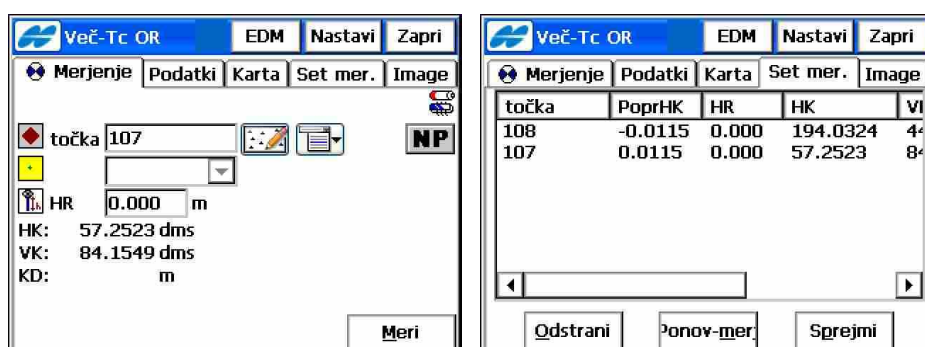 Več-Tc OR EDM Nastavi Zapri
Merjenje Podatki Karta Set mer. Image
točka 107 NP
HR 0.000 m
HK: 57.2523 dms
VK: 84.1549 dms
KD: m
Meri
Več-Tc OR EDM Nastavi Zapri
Merjenje Podatki Karta Set mer. Image
točka PoprHK HR HK
108 -0.0115 0.000 194.0324
107 0.0115 0.000 57.2523
Odstrani Ponov-mer Sprejmi